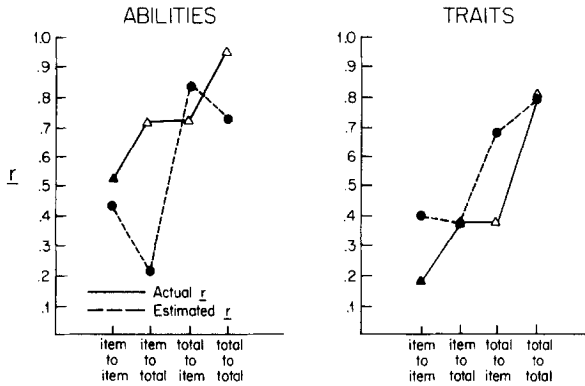 ABILITIES
1.0
.9
.8
.7
.6
.5
.4
.3
.2
.1
r
Actual r
Estimated r
item to item
item to total
total to item
total to total
TRAITS
1.0
.9
.8
.7
.6
.5
.4
.3
.2
.1
item to item
item to total
total to item
total to total